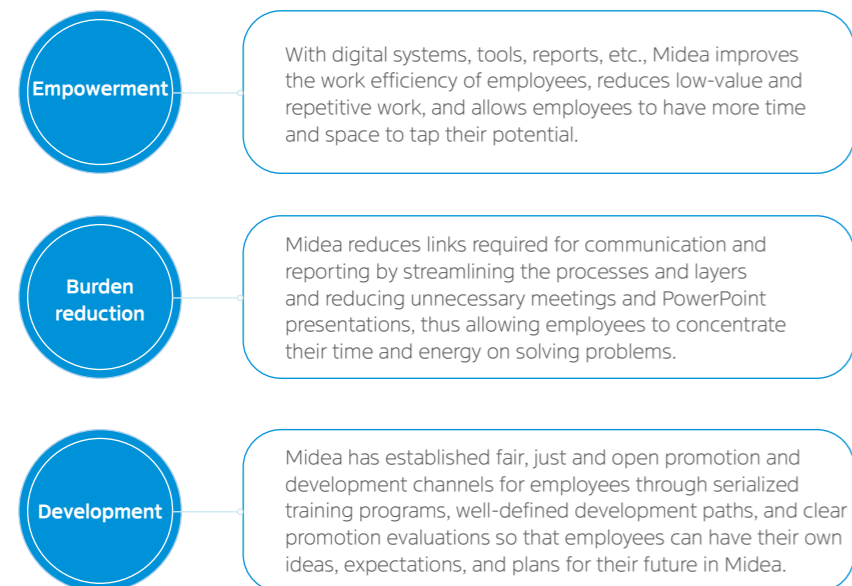 Empowerment
With digital systems, tools, reports, etc., Midea improves
the work efficiency of employees, reduces low-value and
repetitive work, and allows employees to have more time
and space to tap their potential.
Burden
reduction
Midea reduces links required for communication and
reporting by streamlining the processes and layers
and reducing unnecessary meetings and PowerPoint
presentations, thus allowing employees to concentrate
their time and energy on solving problems.
Development
Midea has established fair, just and open promotion and
development channels for employees through serialized
training programs, well-defined development paths, and clear
promotion evaluations so that employees can have their own
ideas, expectations, and plans for their future in Midea.